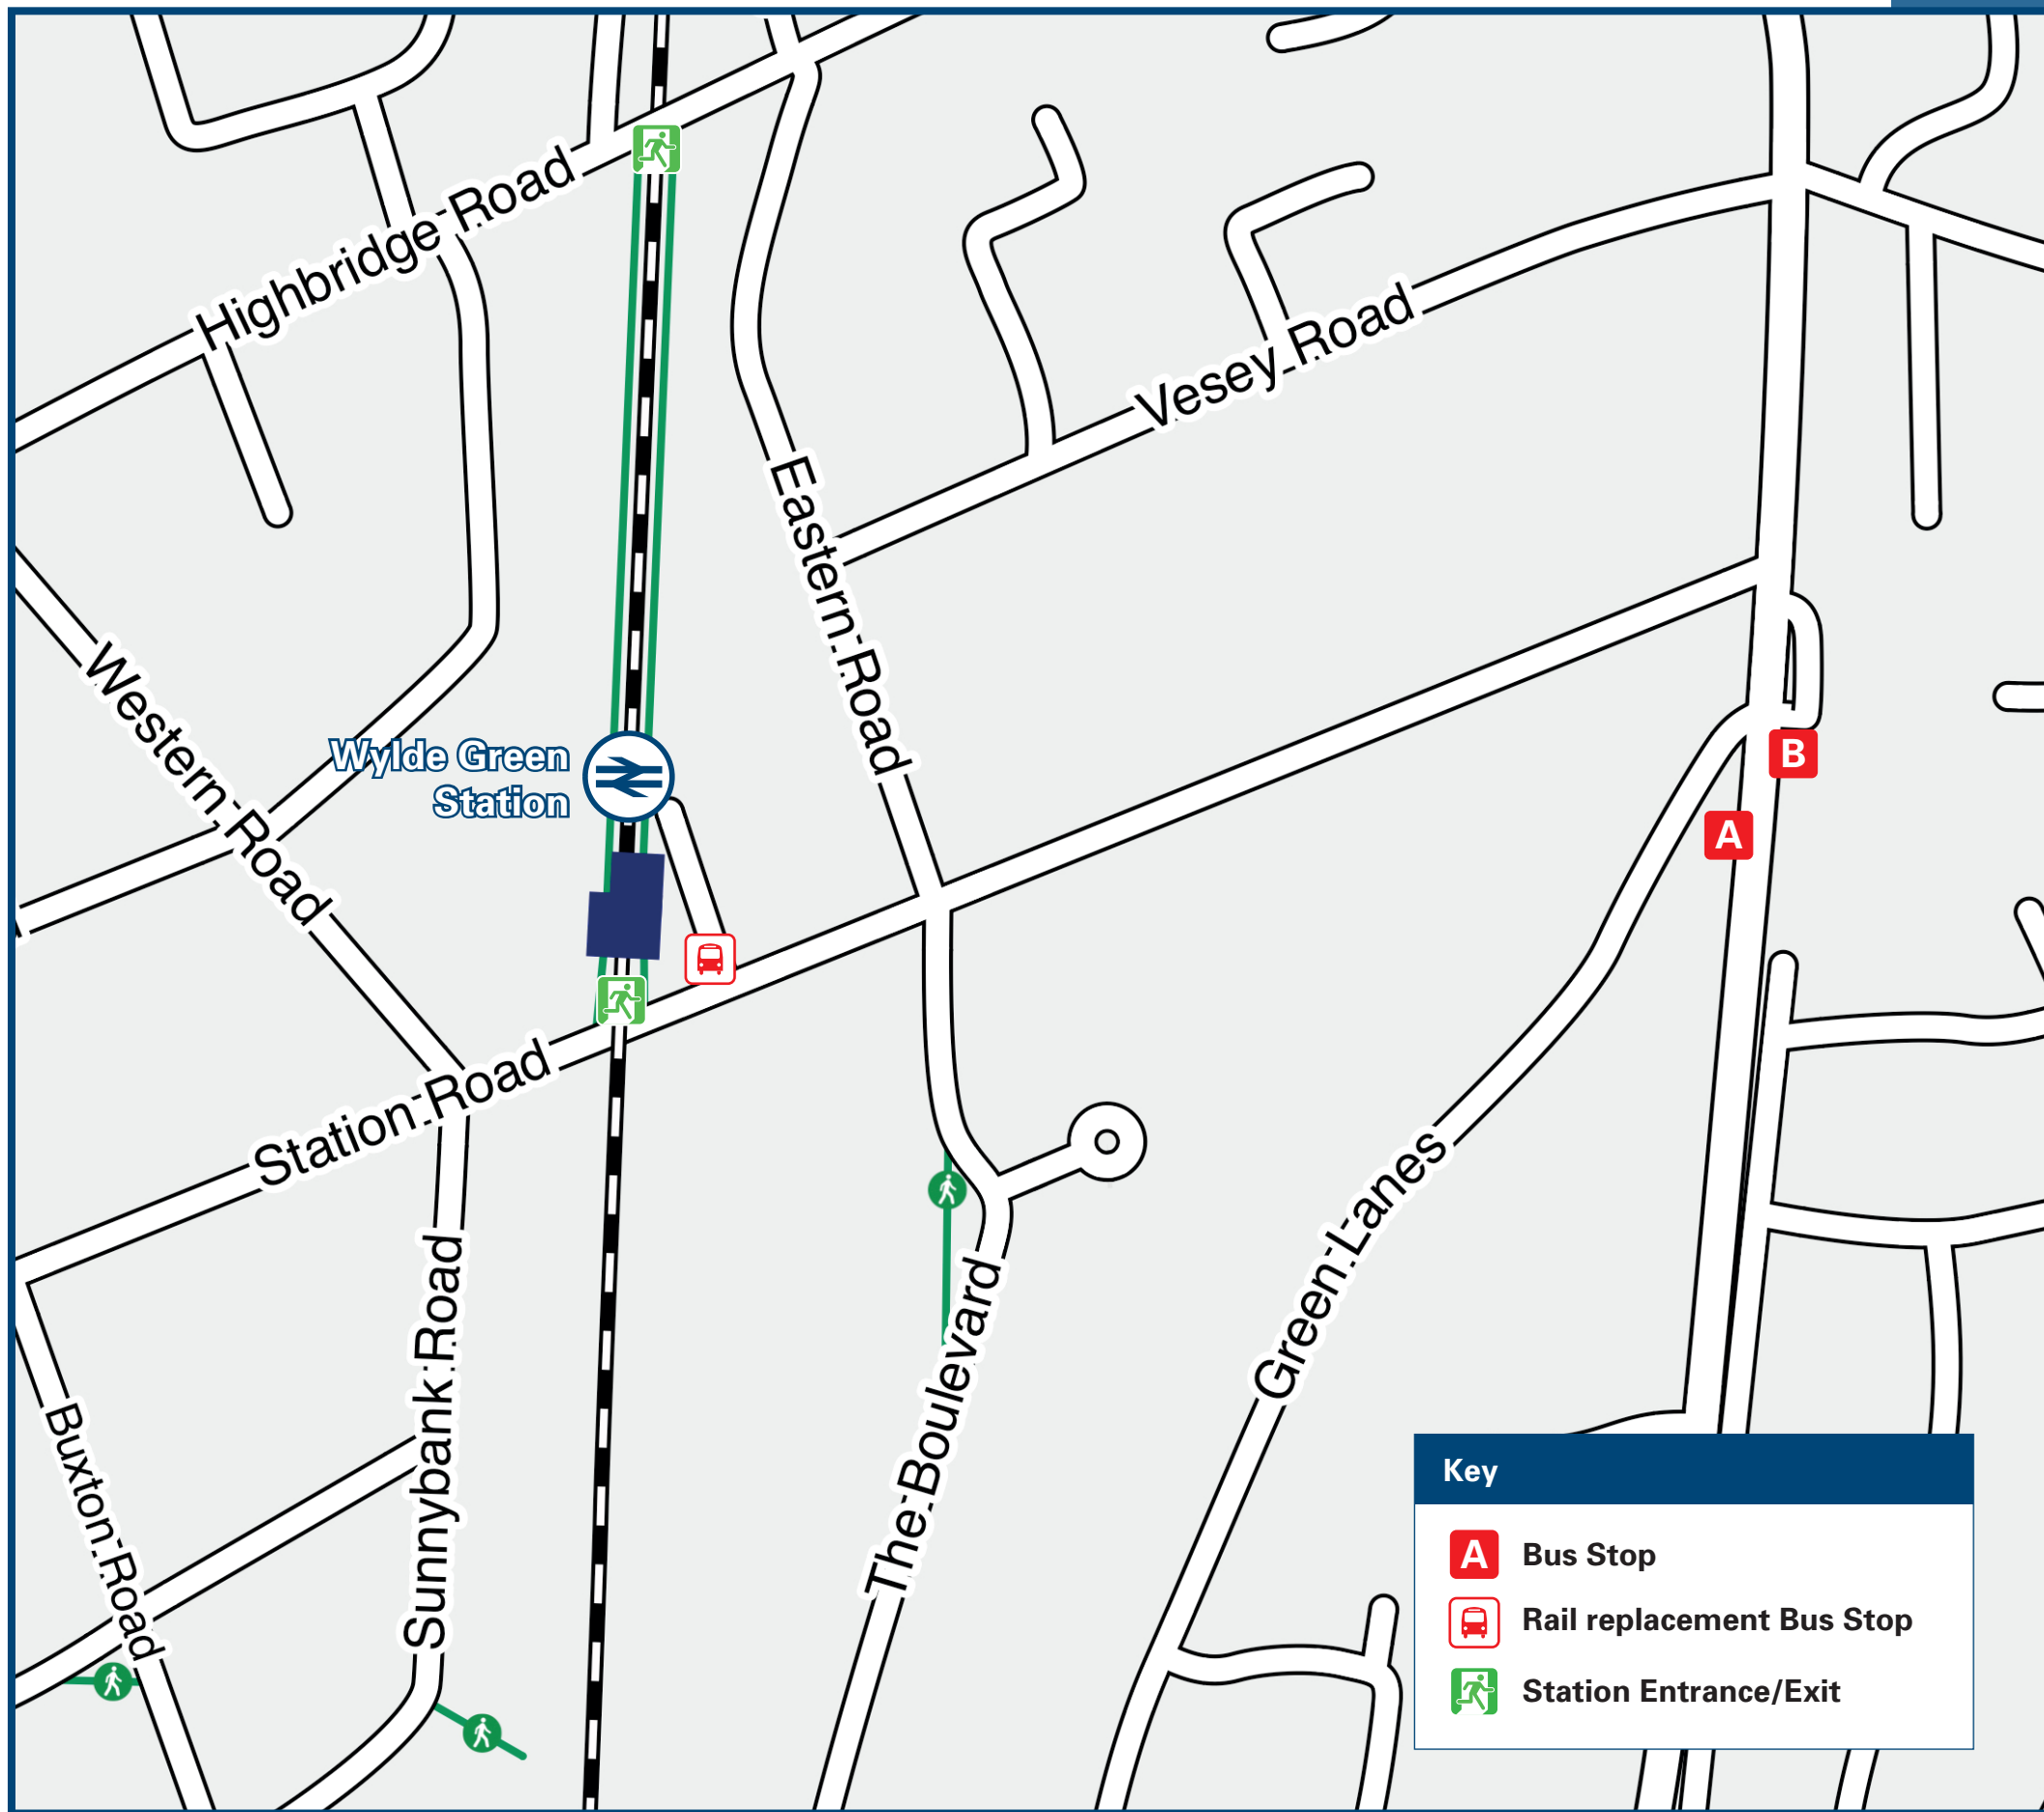 Highbridge Road
Vesey Road
Eastern Road
Western Road
Wylde Green
Station
B
A
Station Road
Green Lanes
Sunnybank Road
The Boulevard
Buxton Road
Key
A Bus Stop
Rail replacement Bus Stop
Station Entrance/Exit